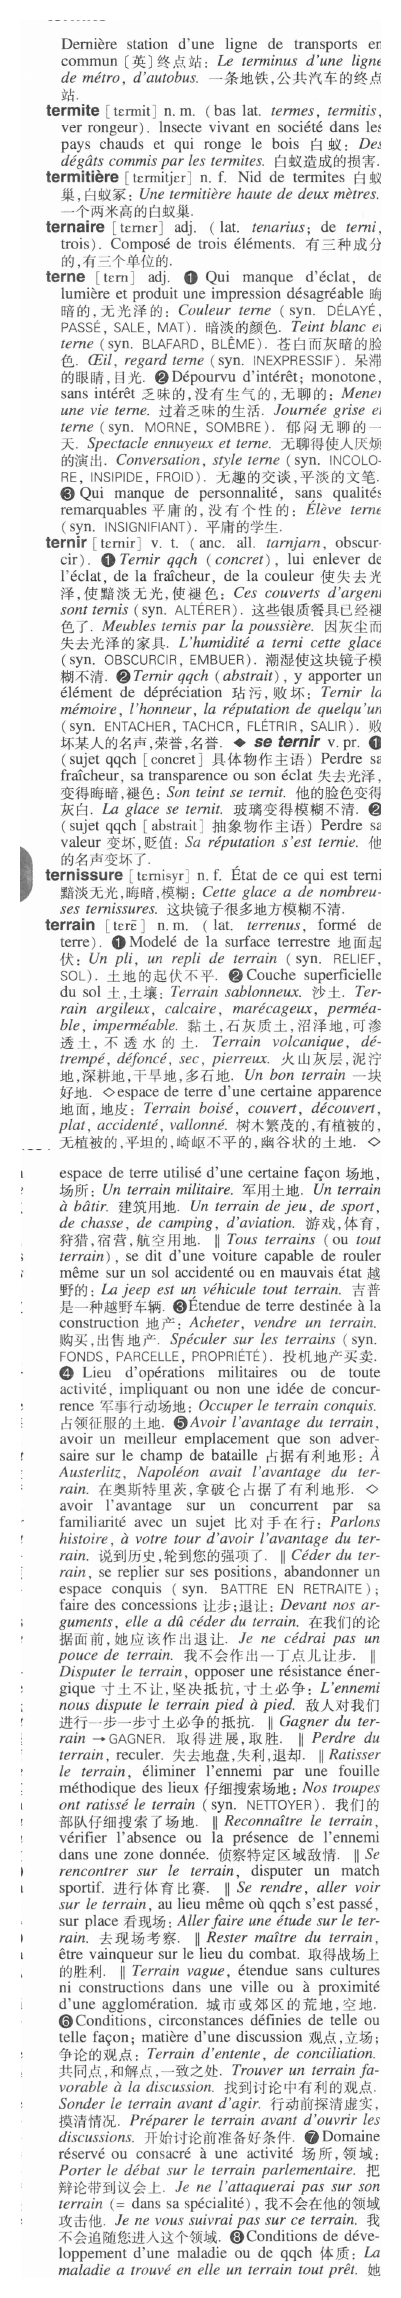 Dernière station d'une ligne de transports en
commun [英] 终点站: Le terminus d'une ligne
de métro, d'autobus. 一条地铁,公共汽车的终点
站.
termite [tɛrmit] n. m. (bas lat. termes, termitis,
ver rongeur). Insecte vivant en société dans les
pays chauds et qui ronge le bois 白蚁: Des
dégâts commis par les termites. 白蚁造成的损害.
termitière [tɛrmitjɛr] n. f. Nid de termites 白蚁
巢,白蚁冢: Une termitière haute de deux mètres.
一个两米高的白蚁巢.
ternaire [tɛrnɛr] adj. (lat. tenarius; de terni,
trois). Composé de trois éléments. 有三种成分
的,有三个单位的.
terne [tɛrn] adj. ❶ Qui manque d'éclat, de
lumière et produit une impression désagréable 晦
暗的,无光泽的: Couleur terne (syn. DÉLAYÉ,
PASSÉ, SALE, MAT). 暗淡的颜色. Teint blanc et
terne (syn. BLAFARD, BLÊME). 苍白而灰暗的脸
色. Œil, regard terne (syn. INEXPRESSIF). 呆滞
的眼睛,目光. ❷ Dépourvu d'intérêt; monotone,
sans intérêt 乏味的,没有生气的,无聊的: Mener
une vie terne. 过着乏味的生活. Journée grise et
terne (syn. MORNE, SOMBRE). 郁闷无聊的一
天. Spectacle ennuyeux et terne. 无聊得使人厌烦
的演出. Conversation, style terne (syn. INCOLO-
RE, INSIPIDE, FROID). 无趣的交谈,平淡的文笔.
❸ Qui manque de personnalité, sans qualités
remarquables 平庸的,没有个性的: Élève terne
(syn. INSIGNIFIANT). 平庸的学生.
ternir [tɛrnir] v. t. (anc. all. tarnjarn, obscur-
cir). ❶ Ternir qqch (concret), lui enlever de
l'éclat, de la fraîcheur, de la couleur 使失去光
泽,使黯淡无光,使褪色: Ces couverts d'argent
sont ternis (syn. ALTÉRER). 这些银质餐具已经褪
色了. Meubles ternis par la poussière. 因灰尘而
失去光泽的家具. L'humidité a terni cette glace
(syn. OBSCURCIR, EMBUER). 潮湿使这块镜子模
糊不清. ❷ Ternir qqch (abstrait), y apporter un
élément de dépréciation 玷污,败坏: Ternir la
mémoire, l'honneur, la réputation de quelqu'un
(syn. ENTACHER, TACHCR, FLÉTRIR, SALIR). 败
坏某人的名声,荣誉,名誉. ◆ se ternir v. pr. ❶
(sujet qqch [concret] 具体物作主语) Perdre sa
fraîcheur, sa transparence ou son éclat 失去光泽,
变得晦暗,褪色: Son teint se ternit. 他的脸色变得
灰白. La glace se ternit. 玻璃变得模糊不清. ❷
(sujet qqch [abstrait] 抽象物作主语) Perdre sa
valeur 变坏,贬值: Sa réputation s'est ternie. 他
的名声变坏了.
ternissure [tɛrnisyr] n. f. État de ce qui est terni
黯淡无光,晦暗,模糊: Cette glace a de nombreu-
ses ternissures. 这块镜子很多地方模糊不清.
terrain [terɛ̃] n. m. (lat. terrenus, formé de
terre). ❶ Modelé de la surface terrestre 地面起
伏: Un pli, un repli de terrain (syn. RELIEF,
SOL). 土地的起伏不平. ❷ Couche superficielle
du sol 土,土壤: Terrain sablonneux. 沙土. Ter-
rain argileux, calcaire, marécageux, perméa-
ble, imperméable. 黏土,石灰质土,沼泽地,可渗
透土,不透水的土. Terrain volcanique, dé-
trempé, défoncé, sec, pierreux. 火山灰层,泥泞
地,深耕地,干旱地,多石地. Un bon terrain 一块
好地. ◇ espace de terre d'une certaine apparence
地面,地皮: Terrain boisé, couvert, découvert,
plat, accidenté, vallonné. 树木繁茂的,有植被的,
无植被的,平坦的,崎岖不平的,幽谷状的土地. ◇
espace de terre utilisé d'une certaine façon 场地,
场所: Un terrain militaire. 军用土地. Un terrain
à bâtir. 建筑用地. Un terrain de jeu, de sport,
de chasse, de camping, d'aviation. 游戏,体育,
狩猎,宿营,航空用地. ‖ Tous terrains (ou tout
terrain), se dit d'une voiture capable de rouler
même sur un sol accidenté ou en mauvais état 越
野的: La jeep est un véhicule tout terrain. 吉普
是一种越野车辆. ❸ Étendue de terre destinée à la
construction 地产: Acheter, vendre un terrain.
购买,出售地产. Spéculer sur les terrains (syn.
FONDS, PARCELLE, PROPRIÉTÉ). 投机地产买卖.
❹ Lieu d'opérations militaires ou de toute
activité, impliquant ou non une idée de concur-
rence 军事行动场地: Occuper le terrain conquis.
占领征服的土地. ❺ Avoir l'avantage du terrain,
avoir un meilleur emplacement que son adver-
saire sur le champ de bataille 占据有利地形: À
Austerlitz, Napoléon avait l'avantage du ter-
rain. 在奥斯特里茨,拿破仑占据了有利地形. ◇
avoir l'avantage sur un concurrent par sa
familiarité avec un sujet 比对手在行: Parlons
histoire, à votre tour d'avoir l'avantage du ter-
rain. 说到历史,轮到您的强项了. ‖ Céder du ter-
rain, se replier sur ses positions, abandonner un
espace conquis (syn. BATTRE EN RETRAITE);
faire des concessions 让步;退让: Devant nos ar-
guments, elle a dû céder du terrain. 在我们的论
据面前,她应该作出退让. Je ne cédrai pas un
pouce de terrain. 我不会作出一丁点儿让步. ‖
Disputer le terrain, opposer une résistance éner-
gique 寸土不让,坚决抵抗,寸土必争: L'ennemi
nous dispute le terrain pied à pied. 敌人对我们
进行一步一步寸土必争的抵抗. ‖ Gagner du ter-
rain → GAGNER. 取得进展,取胜. ‖ Perdre du
terrain, reculer. 失去地盘,失利,退却. ‖ Ratisser
le terrain, éliminer l'ennemi par une fouille
méthodique des lieux 仔细搜索场地: Nos troupes
ont ratissé le terrain (syn. NETTOYER). 我们的
部队仔细搜索了场地. ‖ Reconnaître le terrain,
vérifier l'absence ou la présence de l'ennemi
dans une zone donnée. 侦察特定区域敌情. ‖ Se
rencontrer sur le terrain, disputer un match
sportif. 进行体育比赛. ‖ Se rendre, aller voir
sur le terrain, au lieu même où qqch s'est passé,
sur place 看现场: Aller faire une étude sur le ter-
rain. 去现场考察. ‖ Rester maître du terrain,
être vainqueur sur le lieu du combat. 取得战场上
的胜利. ‖ Terrain vague, étendue sans cultures
ni constructions dans une ville ou à proximité
d'une agglomération. 城市或郊区的荒地,空地.
❻ Conditions, circonstances définies de telle ou
telle façon; matière d'une discussion 观点,立场;
争论的观点: Terrain d'entente, de conciliation.
共同点,和解点,一致之处. Trouver un terrain fa-
vorable à la discussion. 找到讨论中有利的观点.
Sonder le terrain avant d'agir. 行动前探清虚实,
摸清情况. Préparer le terrain avant d'ouvrir les
discussions. 开始讨论前准备好条件. ❼ Domaine
réservé ou consacré à une activité 场所,领域:
Porter le débat sur le terrain parlementaire. 把
辩论带到议会上. Je ne l'attaquerai pas sur son
terrain (= dans sa spécialité), 我不会在他的领域
攻击他. Je ne vous suivrai pas sur ce terrain. 我
不会追随您进入这个领域. ❽ Conditions de déve-
loppement d'une maladie ou de qqch 体质: La
maladie a trouvé en elle un terrain tout prêt. 她